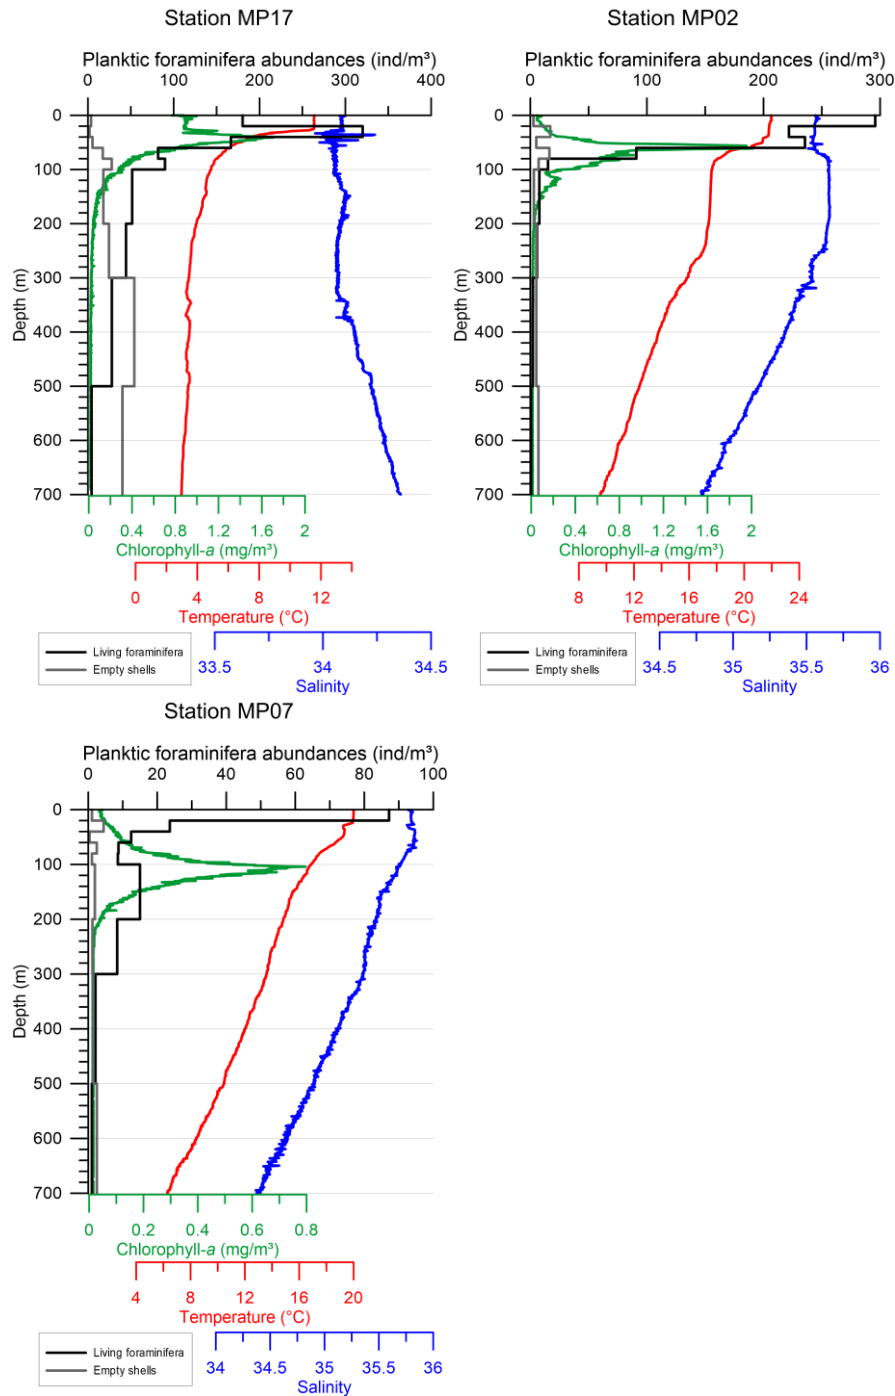 Station MP17
Planktic foraminifera abundances (ind/m³)
0 100 200 300 400
0
100
200
300
400
500
600
700
Depth (m)
0 0.4 0.8 1.2 1.6 2
Chlorophyll-a (mg/m³)
0 4 8 12
Temperature (°C)
Living foraminifera
Empty shells
33.5 34 34.5
Salinity
Station MP02
Planktic foraminifera abundances (ind/m³)
0 100 200 300
0
100
200
300
400
500
600
700
Depth (m)
0 0.4 0.8 1.2 1.6 2
Chlorophyll-a (mg/m³)
8 12 16 20 24
Temperature (°C)
Living foraminifera
Empty shells
34.5 35 35.5 36
Salinity
Station MP07
Planktic foraminifera abundances (ind/m³)
0 20 40 60 80 100
0
100
200
300
400
500
600
700
Depth (m)
0 0.2 0.4 0.6 0.8
Chlorophyll-a (mg/m³)
4 8 12 16 20
Temperature (°C)
Living foraminifera
Empty shells
34 34.5 35 35.5 36
Salinity